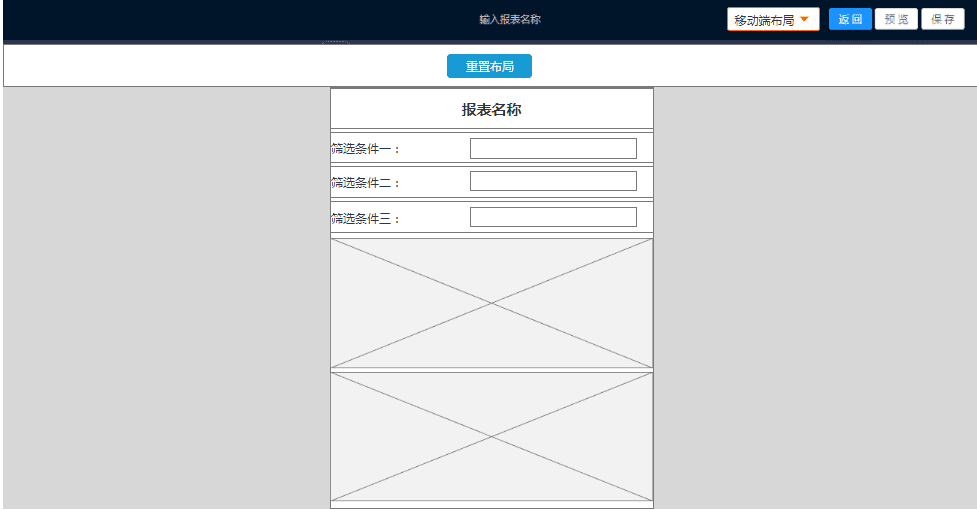 输入报表名称
移动端布局
返回
预览
保存
重置布局
报表名称
筛选条件一：
筛选条件二：
筛选条件三：